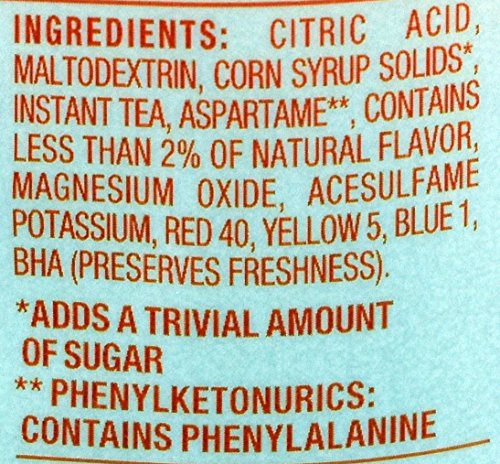 INGREDIENTS: CITRIC ACID,
MALTODEXTRIN, CORN SYRUP SOLIDS*,
INSTANT TEA, ASPARTAME**, CONTAINS
LESS THAN 2% OF NATURAL FLAVOR,
MAGNESIUM OXIDE, ACESULFAME
POTASSIUM, RED 40, YELLOW 5, BLUE 1,
BHA (PRESERVES FRESHNESS).
*ADDS A TRIVIAL AMOUNT
OF SUGAR
** PHENYLKETONURICS:
CONTAINS PHENYLALANINE